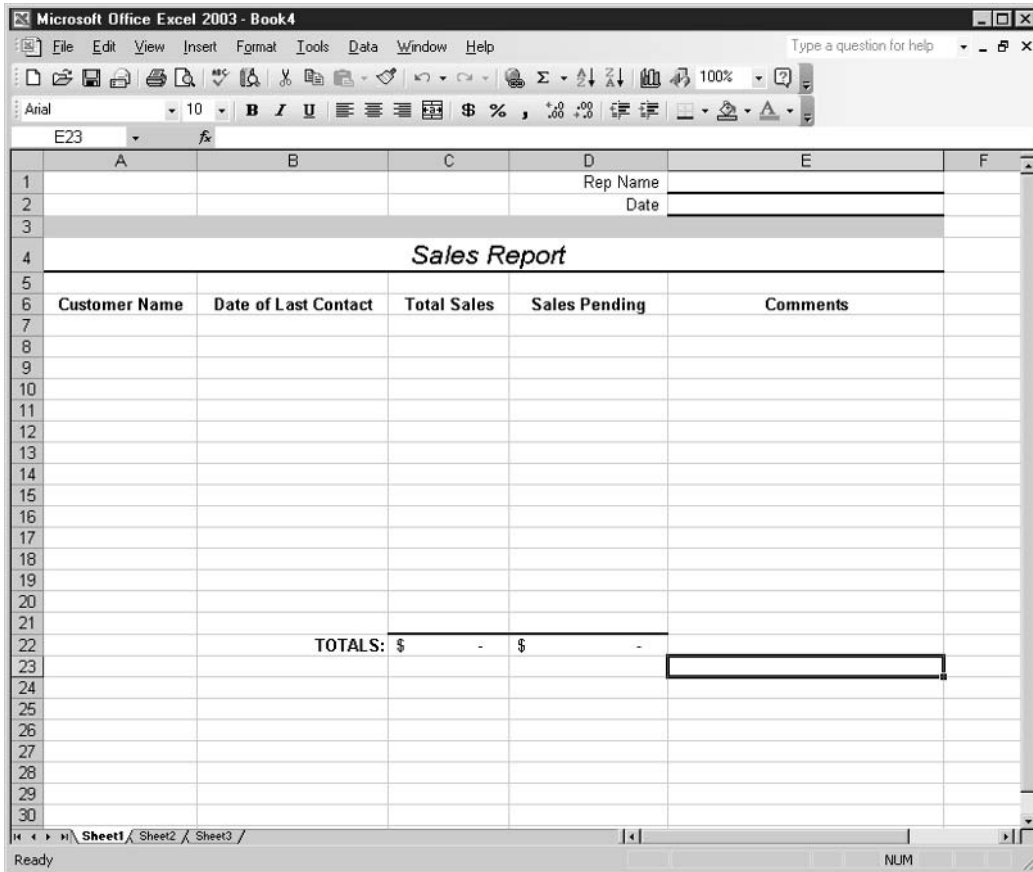 Microsoft Office Excel 2003 - Book4
File Edit View Insert Format Tools Data Window Help Type a question for help
100%
Arial 10 B I U $ % ,
E23 fx
A B C D E F
1 Rep Name
2 Date
3
4 Sales Report
5
6 Customer Name Date of Last Contact Total Sales Sales Pending Comments
7
8
9
10
11
12
13
14
15
16
17
18
19
20
21
22 TOTALS: $ - $ -
23
24
25
26
27
28
29
30
Sheet1 Sheet2 Sheet3
Ready NUM